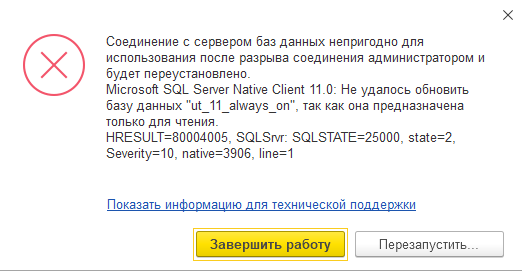 Соединение с сервером баз данных непригодно для
использования после разрыва соединения администратором и
будет переустановлено.
Microsoft SQL Server Native Client 11.0: Не удалось обновить
базу данных "ut_11_always_on", так как она предназначена
только для чтения.
HRESULT=80004005, SQLSrvr: SQLSTATE=25000, state=2,
Severity=10, native=3906, line=1
Показать информацию для технической поддержки
Завершить работу
Перезапустить...